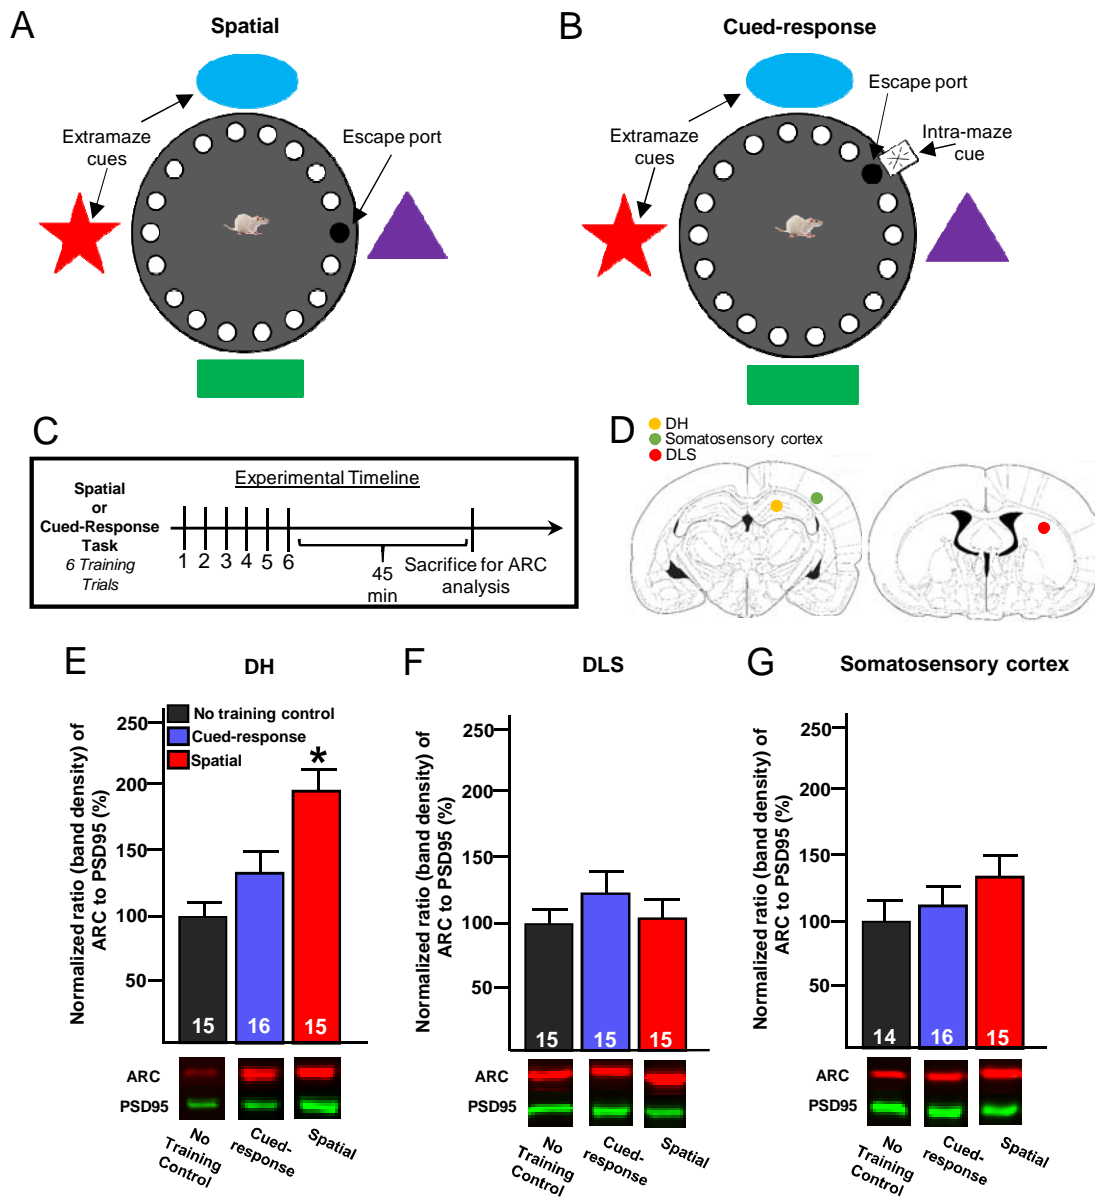 A
Spatial
Extramaze
cues
Escape port
B
Cued-response
Escape port
Extramaze
cues
Intra-maze
cue
C
Experimental Timeline
Spatial
or
Cued-Response
Task
6 Training
Trials
1 2 3 4 5 6
45
min
Sacrifice for ARC
analysis
D
DH
Somatosensory cortex
DLS
E
DH
Normalized ratio (band density) of
ARC to PSD95 (%)
250
200
150
100
50
No training control
Cued-response
Spatial
*
15 16 15
ARC
PSD95
No
Training
Control
Cued-
response
Spatial
F
DLS
Normalized ratio (band density) of
ARC to PSD95 (%)
250
200
150
100
50
15 15 15
ARC
PSD95
No
Training
Control
Cued-
response
Spatial
G
Somatosensory cortex
Normalized ratio (band density) of
ARC to PSD95 (%)
250
200
150
100
50
14 16 15
ARC
PSD95
No
Training
Control
Cued-
response
Spatial